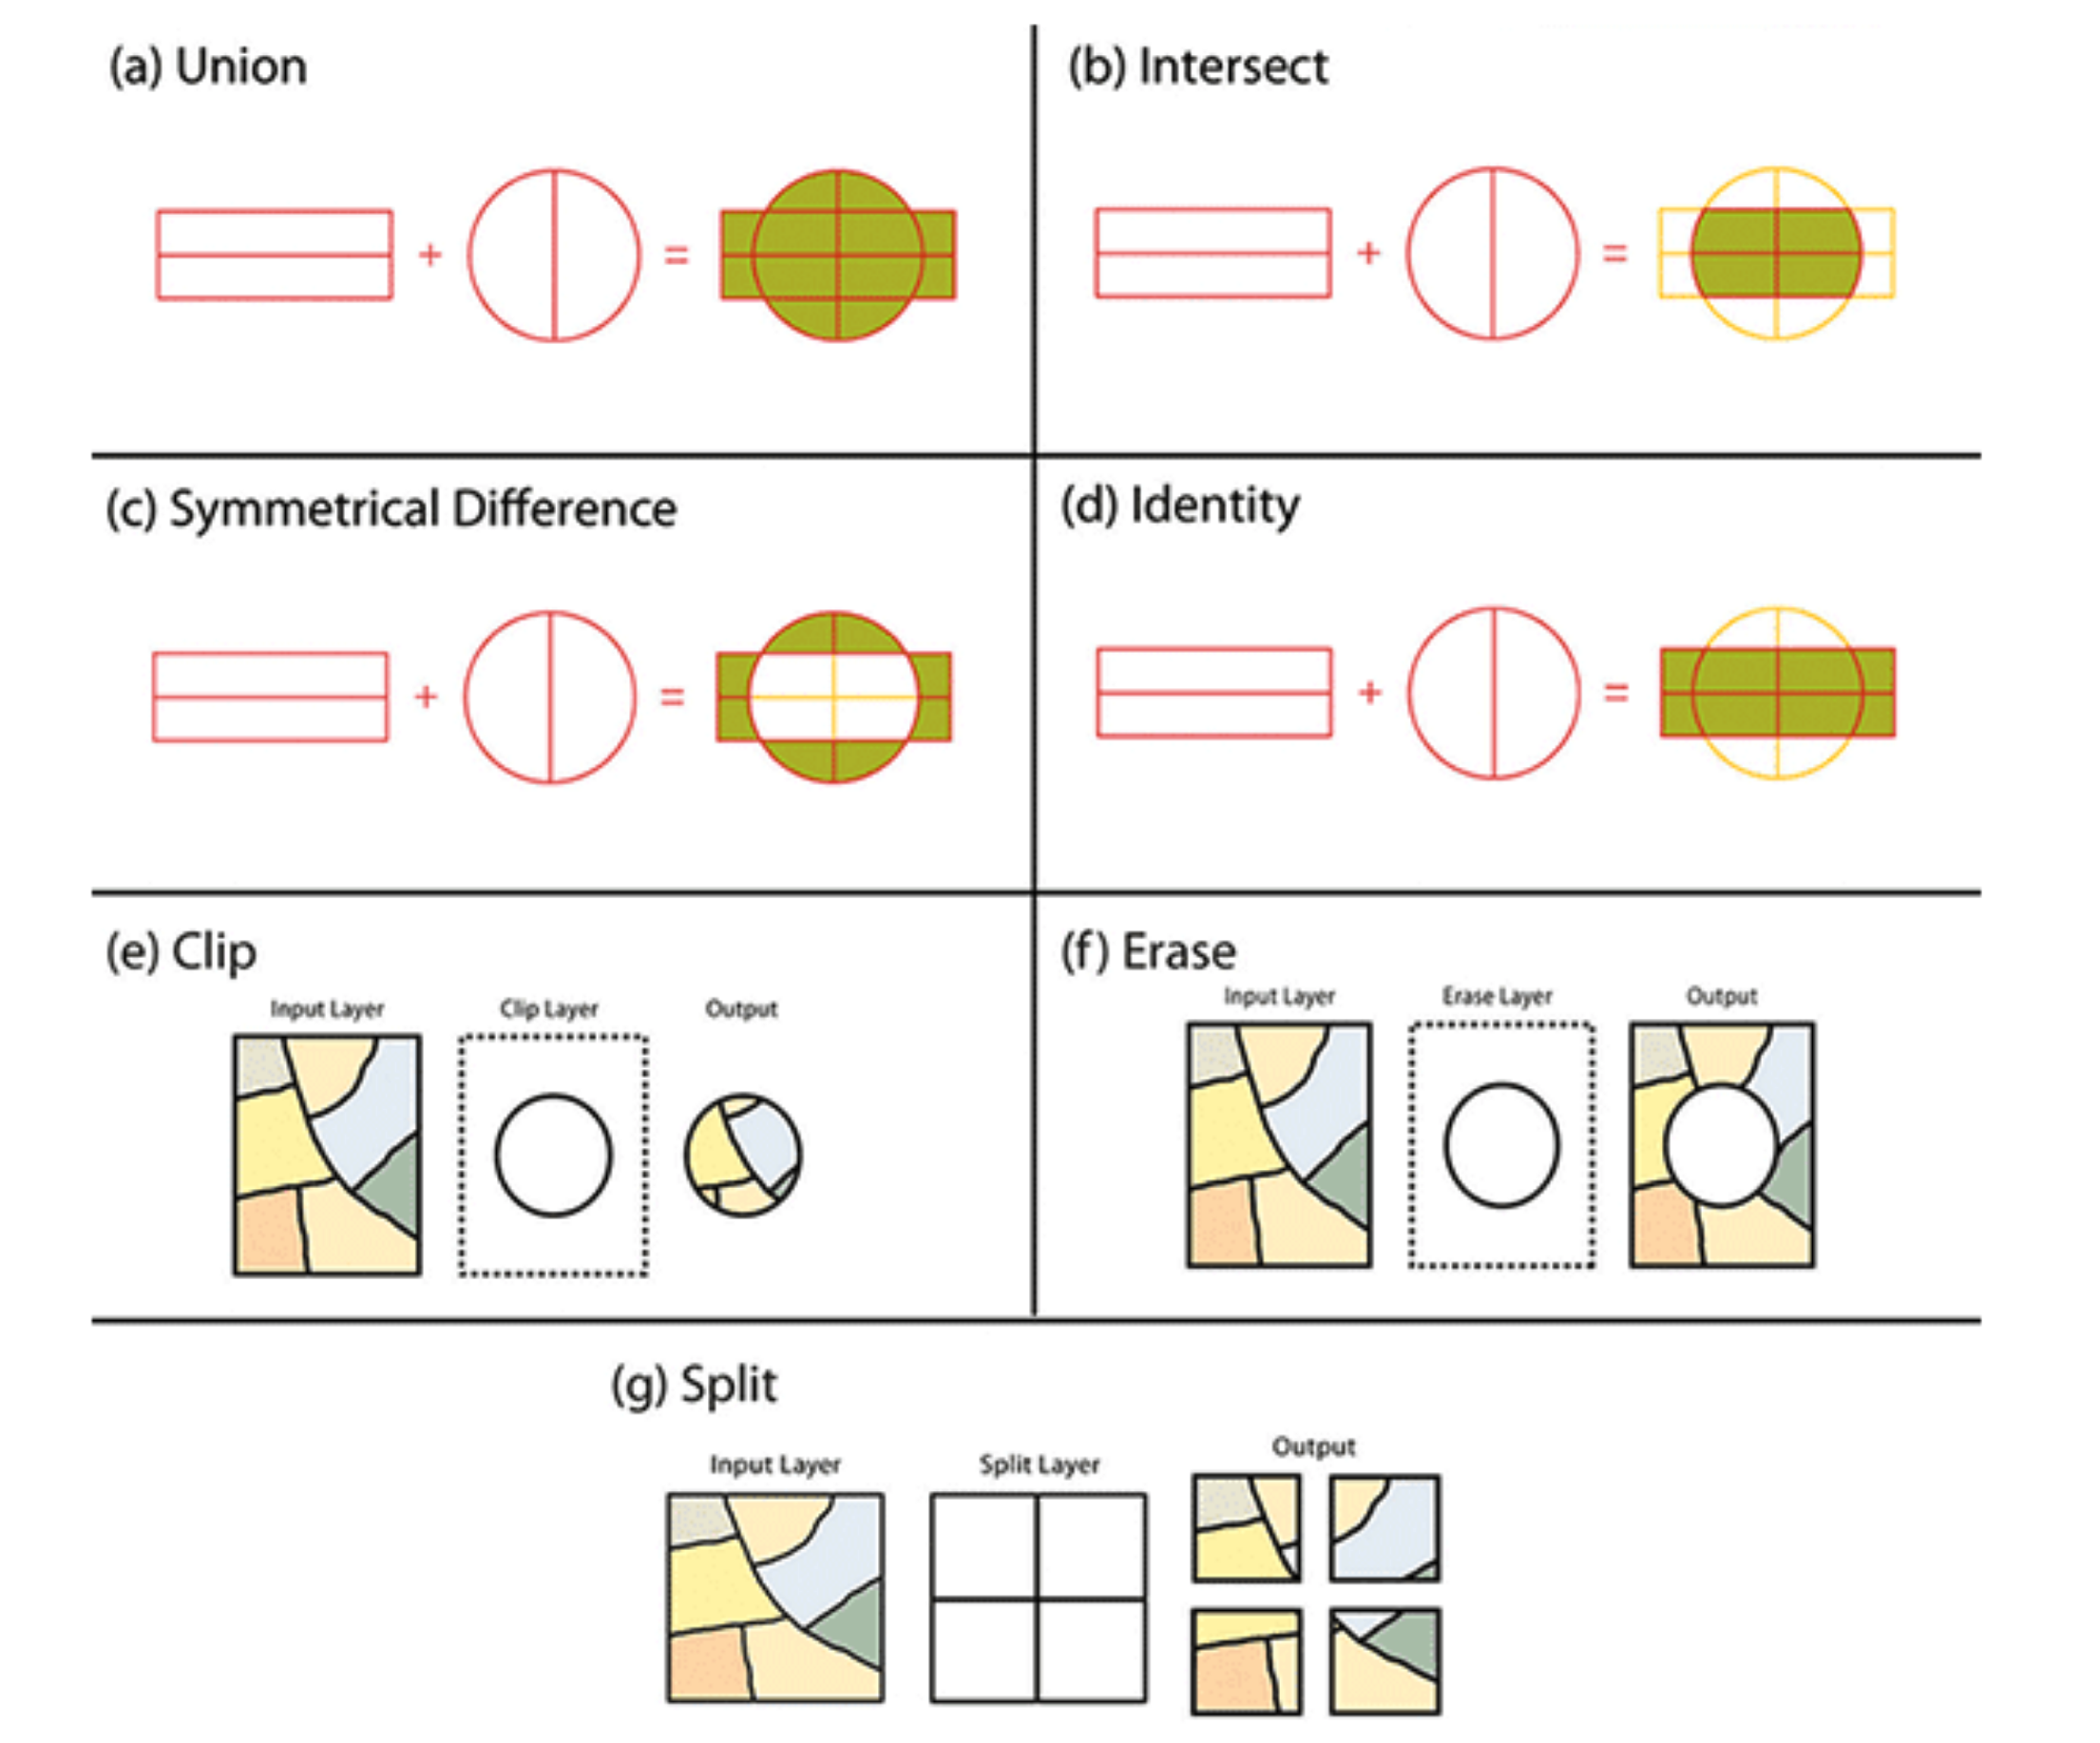 (a) Union
(b) Intersect
+
=
+
=
(c) Symmetrical Difference
(d) Identity
+
=
+
=
(e) Clip
Input Layer
Clip Layer
Output
(f) Erase
Input Layer
Erase Layer
Output
(g) Split
Input Layer
Split Layer
Output